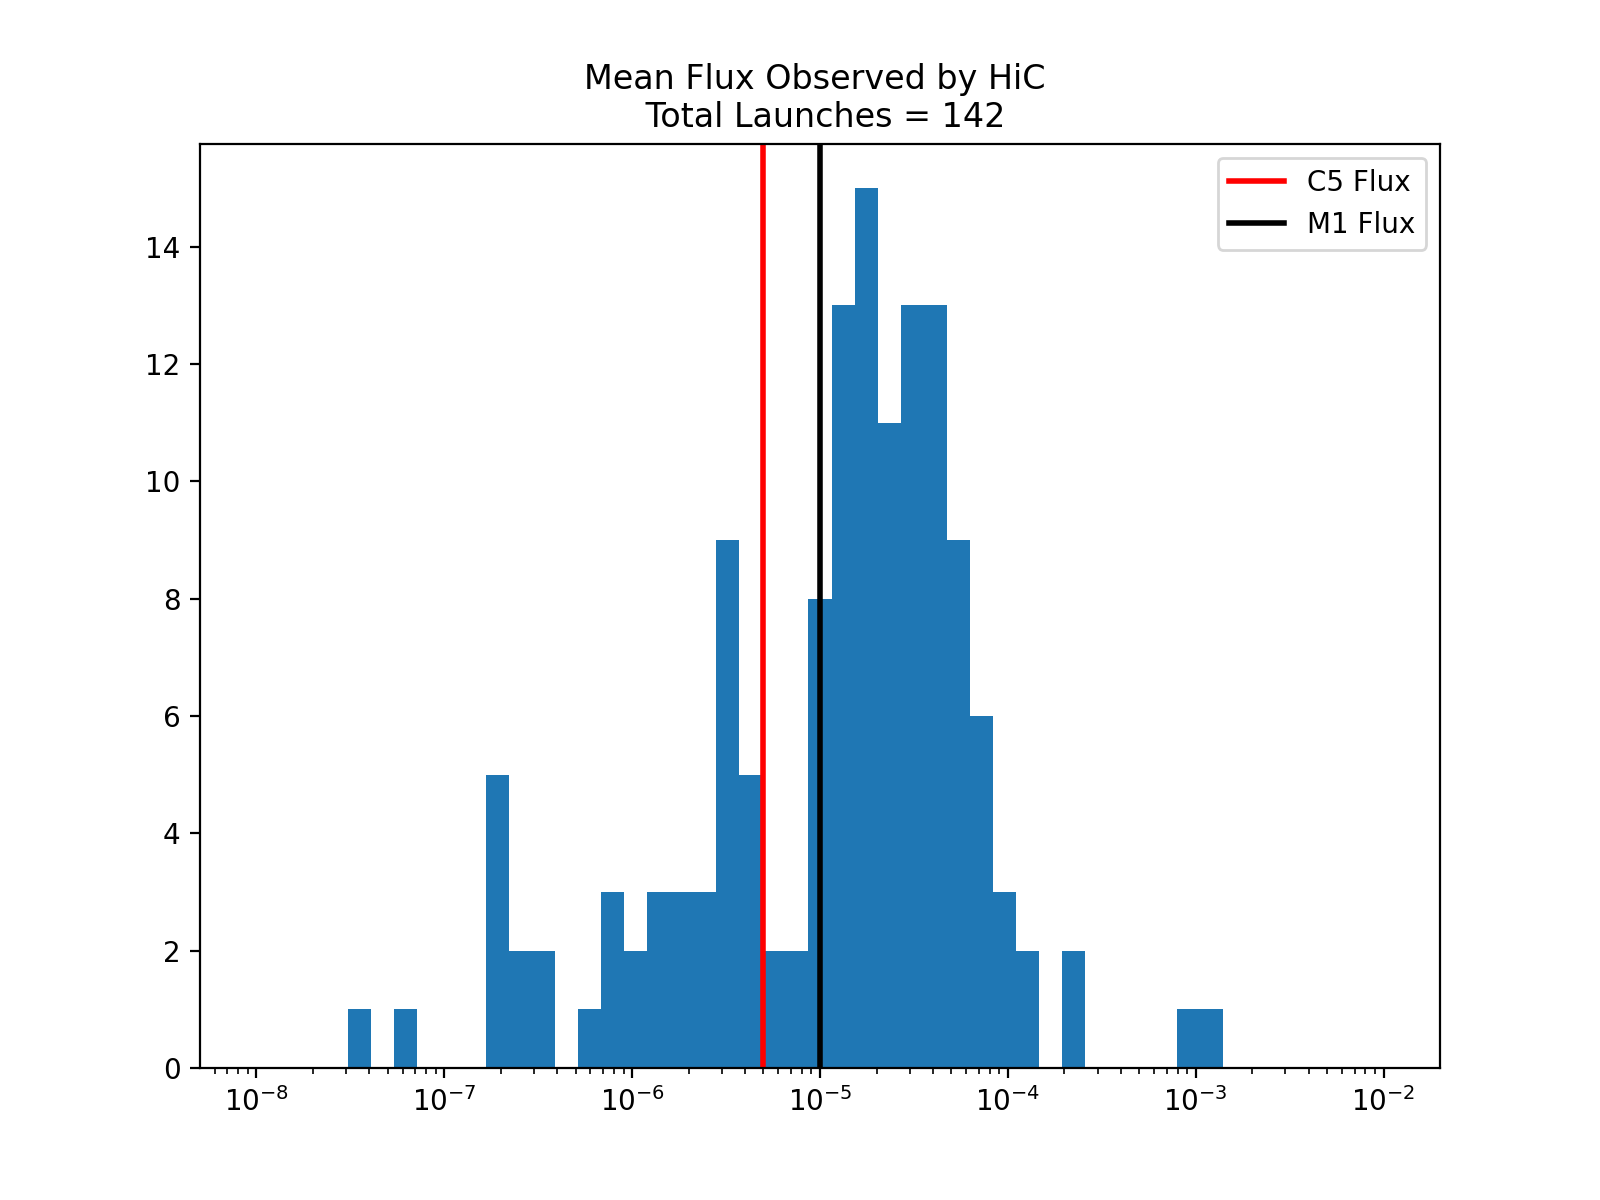 Mean Flux Observed by HiC
Total Launches = 142
C5 Flux
M1 Flux
14
12
10
8
6
4
2
0
10⁻⁸ 10⁻⁷ 10⁻⁶ 10⁻⁵ 10⁻⁴ 10⁻³ 10⁻²